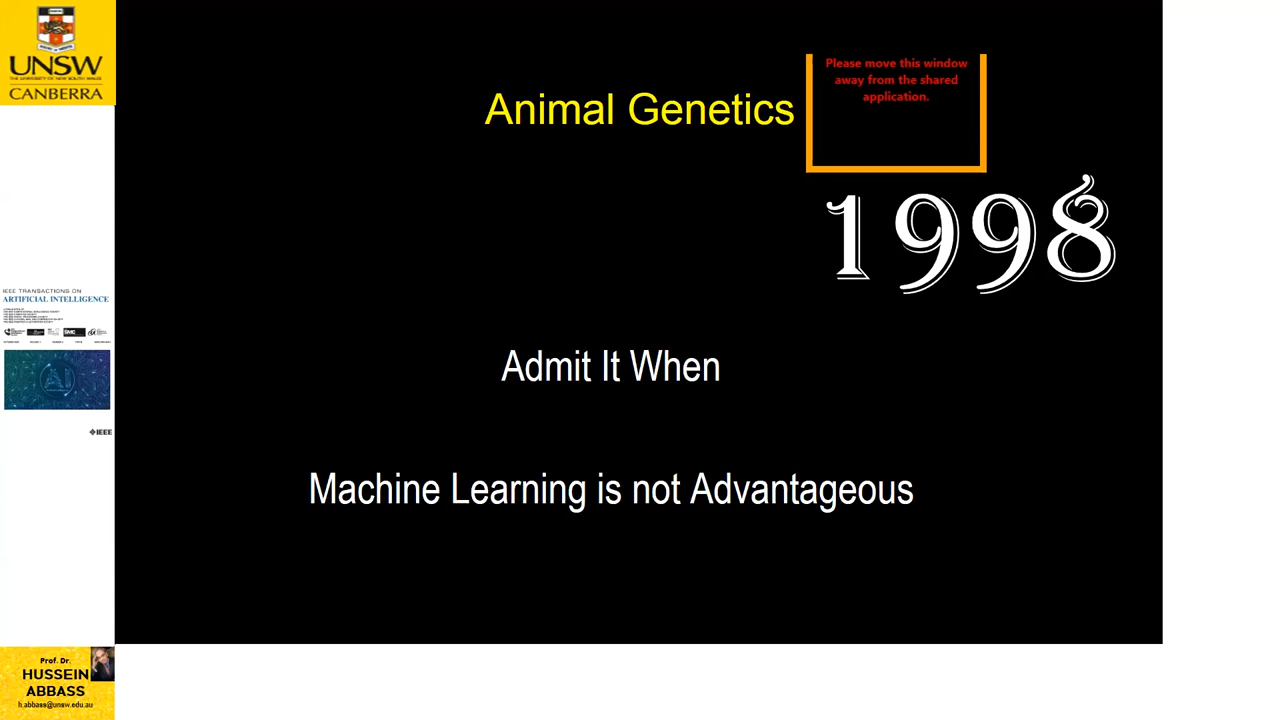 UNSW
THE UNIVERSITY OF NEW SOUTH WALES
CANBERRA
Animal Genetics
Please move this window
away from the shared
application.
1998
IEEE TRANSACTIONS ON
ARTIFICIAL INTELLIGENCE
SMC
AI
IEEE
Admit It When
Machine Learning is not Advantageous
Prof. Dr.
HUSSEIN
ABBASS
h.abbass@unsw.edu.au